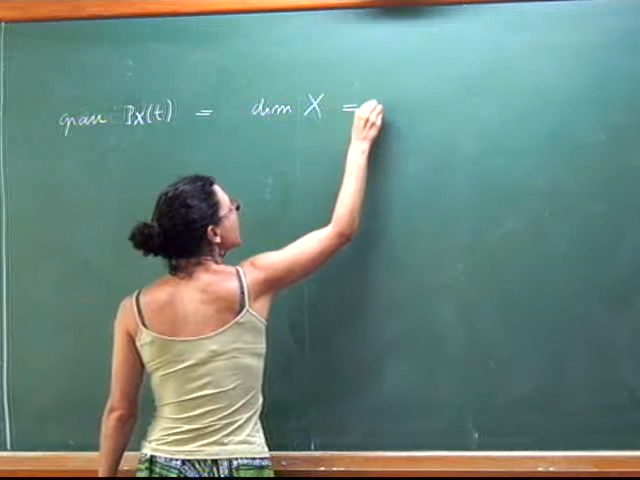 grau Px(t) = dim X =